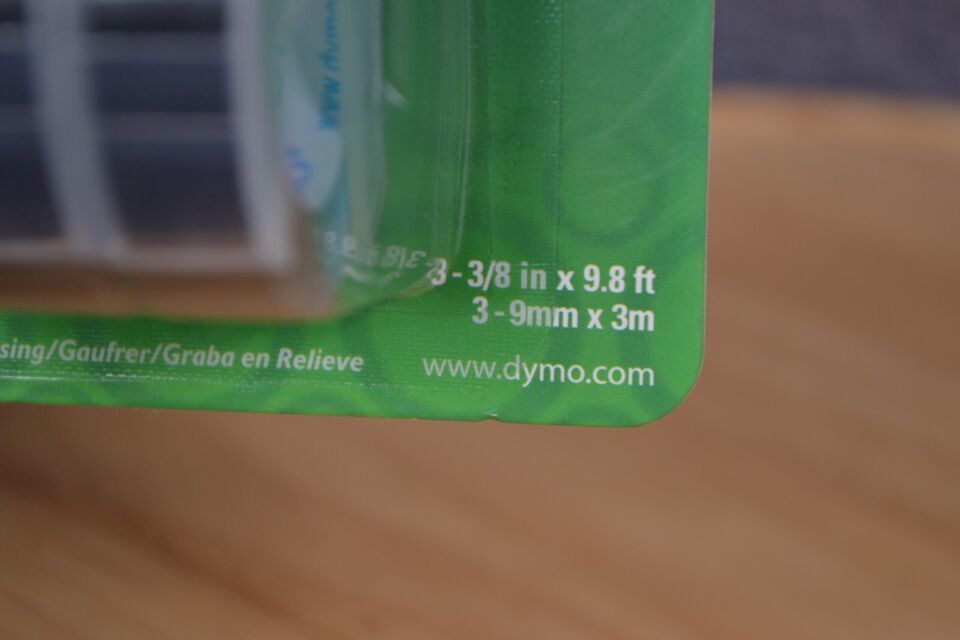 3-3/8 in x 9.8 ft
3-9mm x 3m
sing/Gaufrer/Graba en Relieve
www.dymo.com